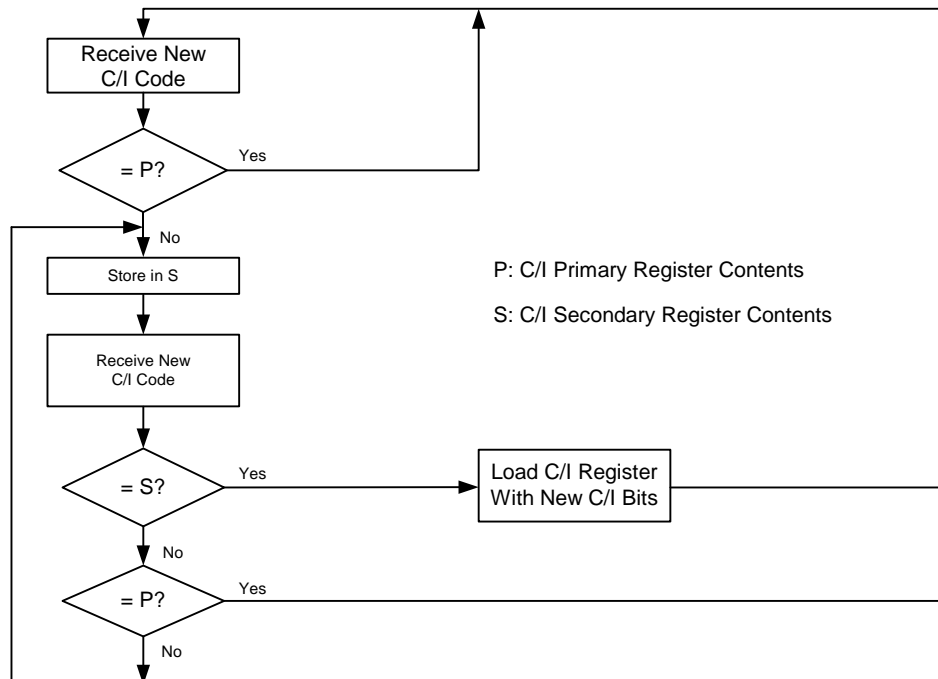 Receive New
C/I Code
= P?
Yes
No
Store in S
P: C/I Primary Register Contents
S: C/I Secondary Register Contents
Receive New
C/I Code
= S?
Yes
Load C/I Register
With New C/I Bits
No
= P?
Yes
No